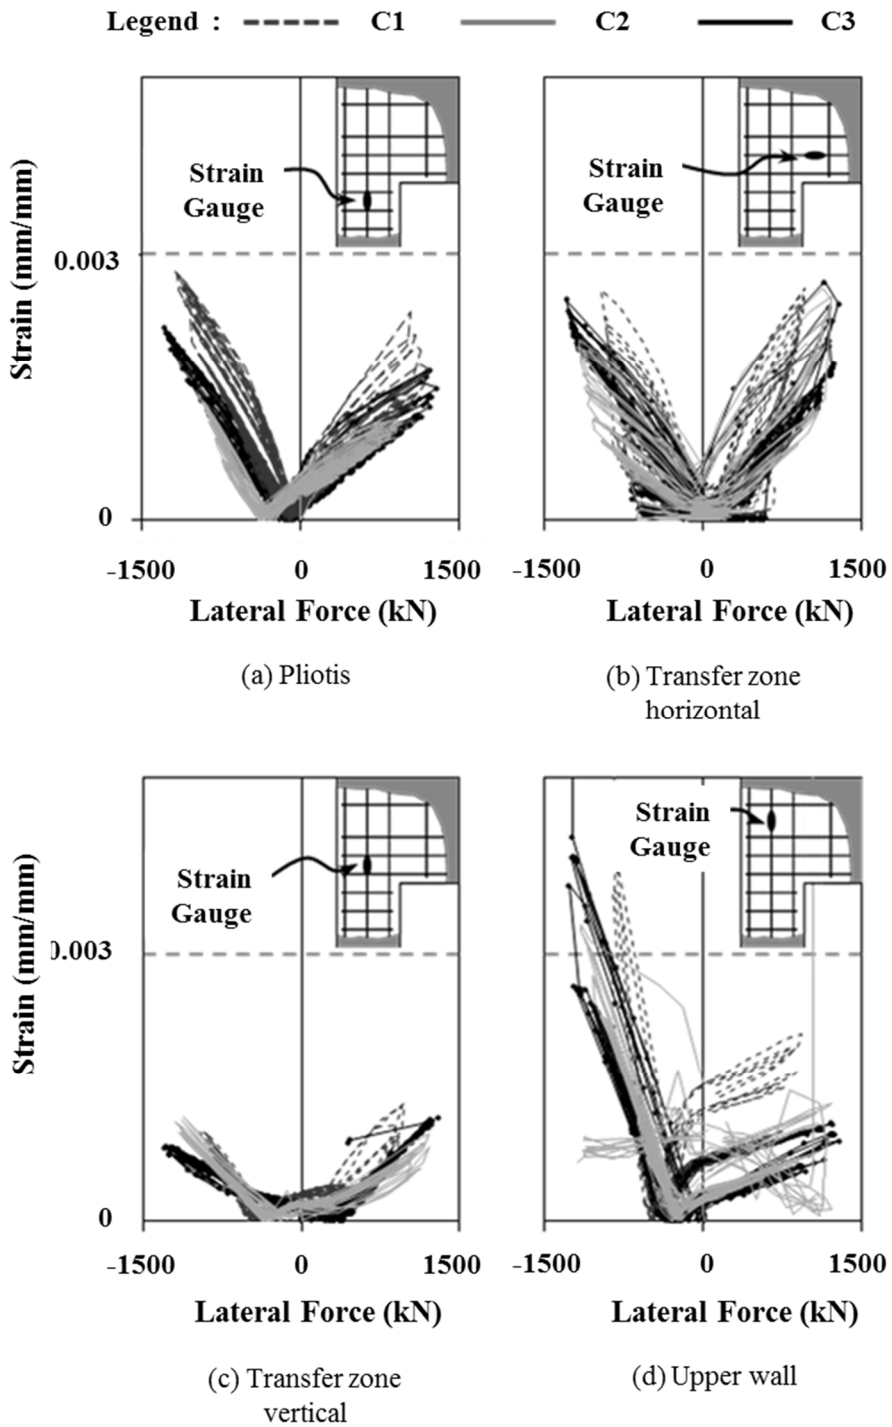 Legend : C1 C2 C3
Strain
Gauge
Strain
Gauge
Strain (mm/mm)
0.003
0
-1500 0 1500
-1500 0 1500
Lateral Force (kN)
Lateral Force (kN)
(a) Pliotis
(b) Transfer zone
horizontal
Strain
Gauge
Strain
Gauge
Strain (mm/mm)
0.003
0
-1500 0 1500
-1500 0 1500
Lateral Force (kN)
Lateral Force (kN)
(c) Transfer zone
vertical
(d) Upper wall